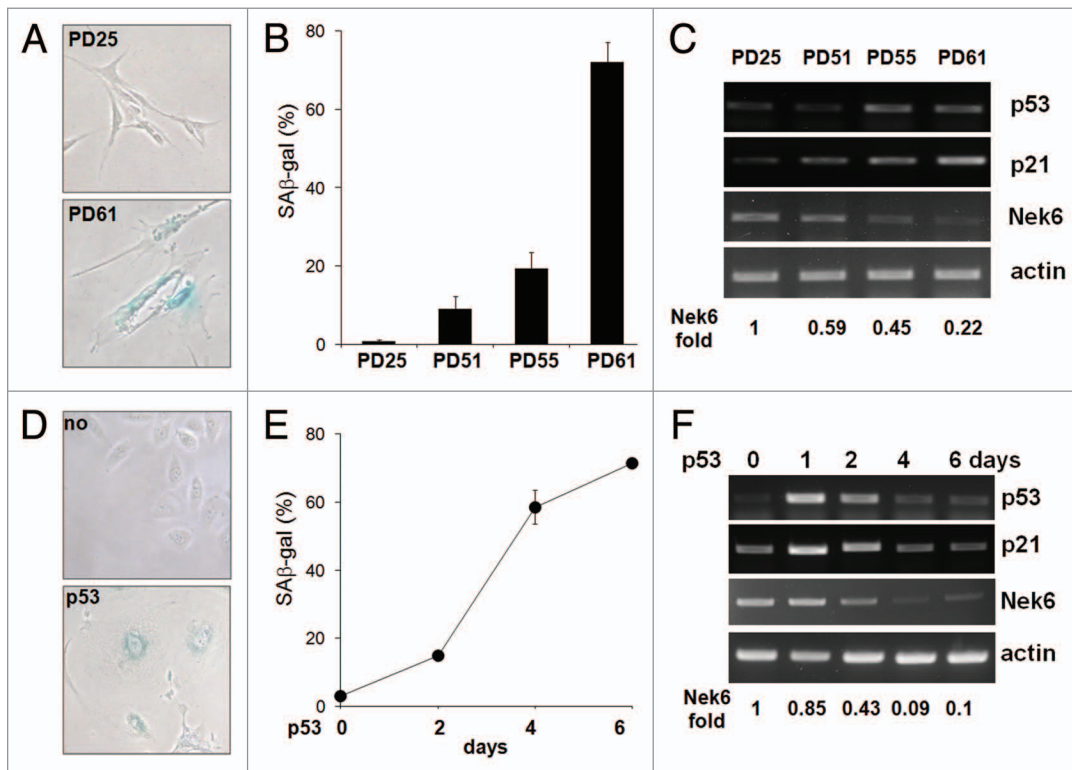 A
PD25
PD61
B
SAβ-gal (%)
80
60
40
20
0
PD25 PD51 PD55 PD61
C
PD25 PD51 PD55 PD61
p53
p21
Nek6
actin
Nek6 fold 1 0.59 0.45 0.22
D
no
p53
E
SAβ-gal (%)
80
60
40
20
0
p53 0 2 4 6
days
F
p53 0 1 2 4 6 days
p53
p21
Nek6
actin
Nek6 fold 1 0.85 0.43 0.09 0.1